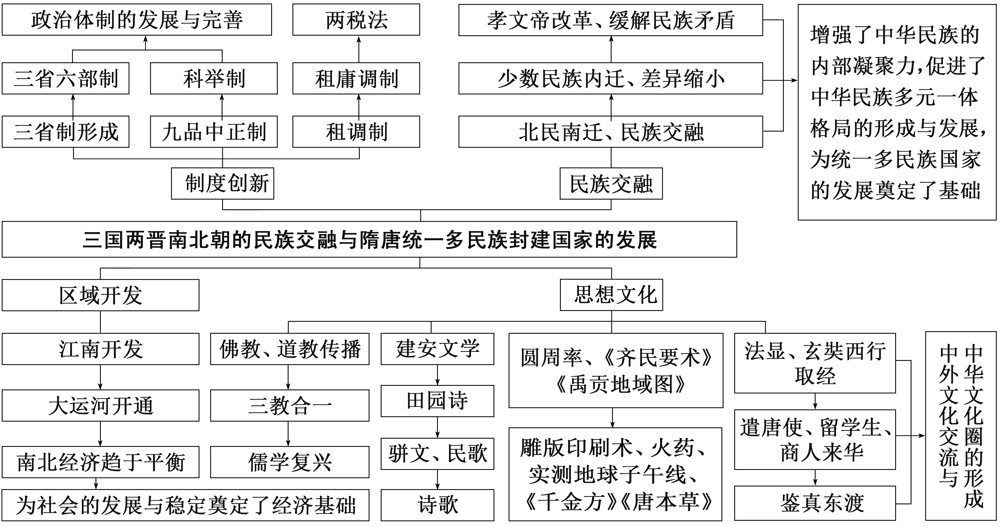 政治体制的发展与完善
两税法
孝文帝改革、缓解民族矛盾
三省六部制
科举制
租庸调制
少数民族内迁、差异缩小
三省制形成
九品中正制
租调制
北民南迁、民族交融
增强了中华民族的
内部凝聚力,促进了
中华民族多元一体
格局的形成与发展,
为统一多民族国家
的发展奠定了基础
制度创新
民族交融
三国两晋南北朝的民族交融与隋唐统一多民族封建国家的发展
区域开发
思想文化
江南开发
大运河开通
南北经济趋于平衡
为社会的发展与稳定奠定了经济基础
佛教、道教传播
三教合一
儒学复兴
建安文学
田园诗
骈文、民歌
诗歌
圆周率、《齐民要术》
《禹贡地域图》
雕版印刷术、火药、
实测地球子午线、
《千金方》《唐本草》
法显、玄奘西行
取经
遣唐使、留学生、
商人来华
鉴真东渡
中外文化交流与
中华文化圈的形成